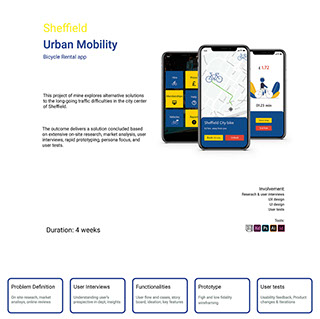 Sheffield
Urban Mobility
Bicycle Rental app
This project of mine explores alternative solutions
to the long-going traffic difficulties in the city center
of Sheffield.
The outcome delivers a solution concluded based
on extensive on-site research, market analysis, user
interviews, rapid prototyping, persona focus, and
user tests.
£ 1.72
39:23 min
Sheffield City bike
Involvement
Research & user interviews
UX design
UI design
User tests
Tools
Duration: 4 weeks
Problem Definition
On site research, market
analysis, online reviews
User Interviews
Understanding user's
perspective in dept, insights
Functionalities
User flow and cases, story
board, ideation, key features
Prototype
Figh and low fidelity
wireframing
User tests
Usability feedback, Product
changes & iterations